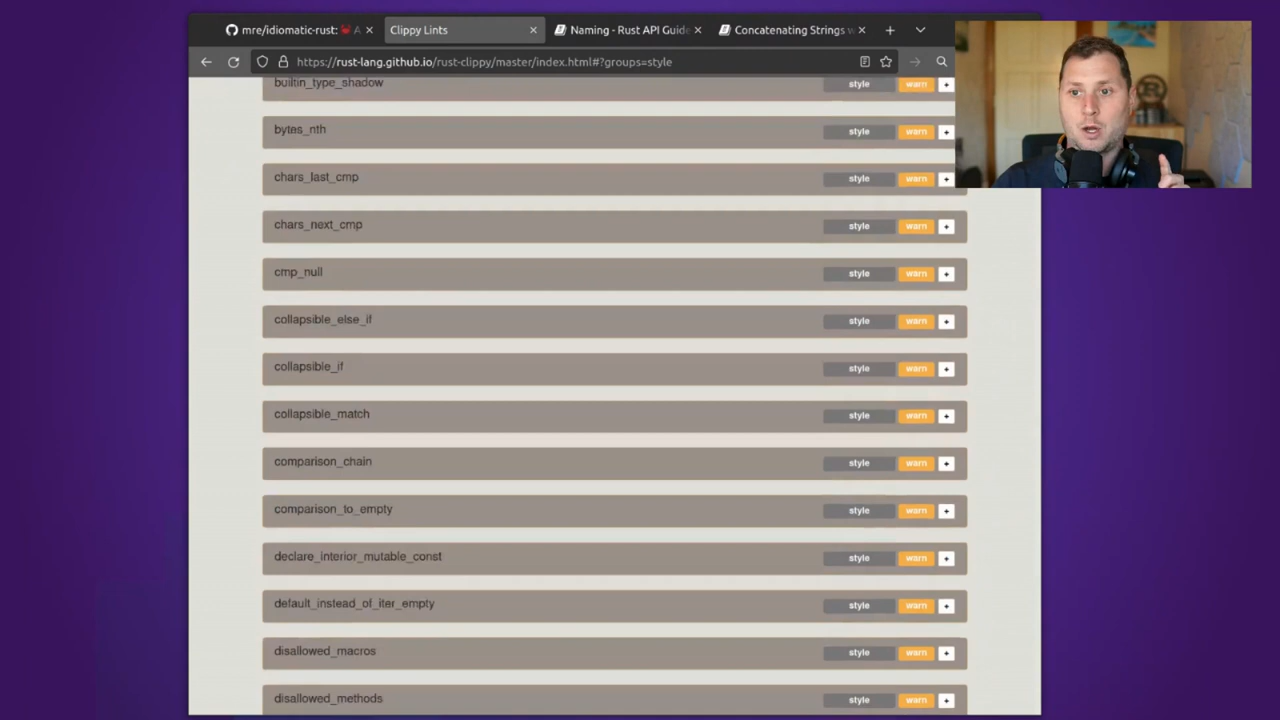 mre/idiomatic-rust: 🦀 A
Clippy Lints
Naming - Rust API Guide
Concatenating Strings w
https://rust-lang.github.io/rust-clippy/master/index.html#?groups=style
builtin_type_shadow style warn +
bytes_nth style warn +
chars_last_cmp style warn +
chars_next_cmp style warn +
cmp_null style warn +
collapsible_else_if style warn +
collapsible_if style warn +
collapsible_match style warn +
comparison_chain style warn +
comparison_to_empty style warn +
declare_interior_mutable_const style warn +
default_instead_of_iter_empty style warn +
disallowed_macros style warn +
disallowed_methods style warn +